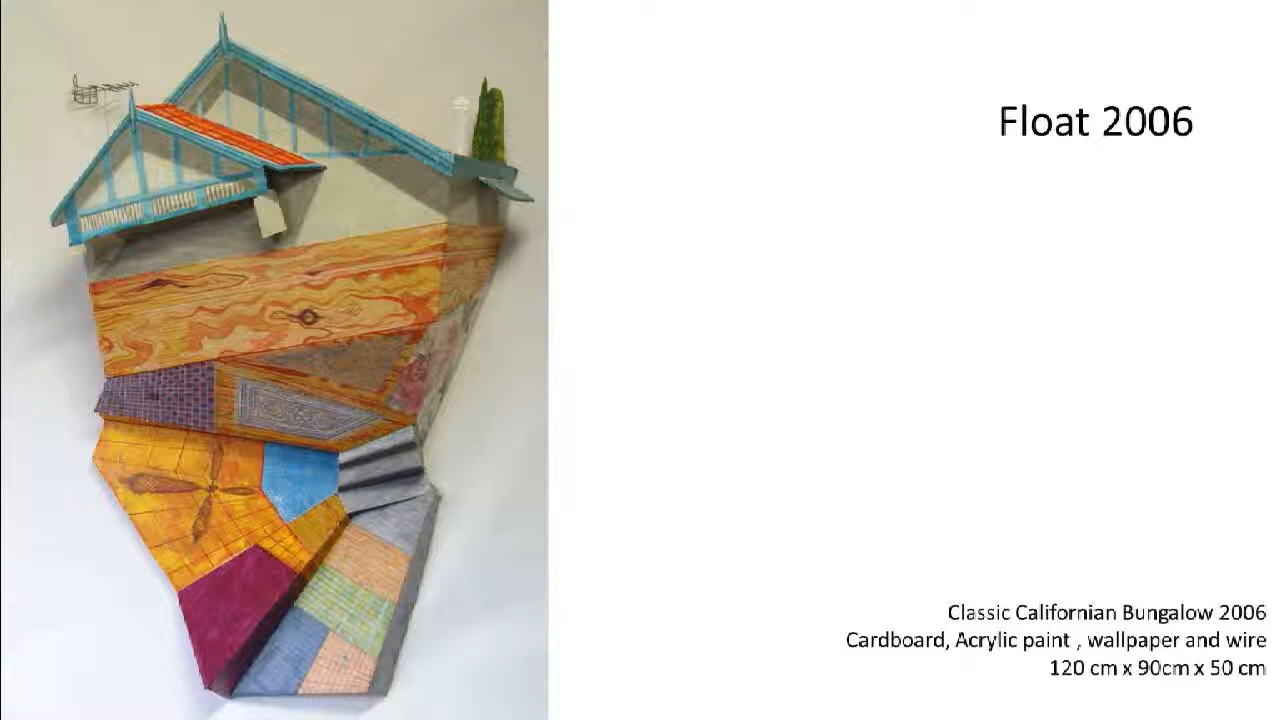 Float 2006
Classic Californian Bungalow 2006
Cardboard, Acrylic paint , wallpaper and wire
120 cm x 90cm x 50 cm